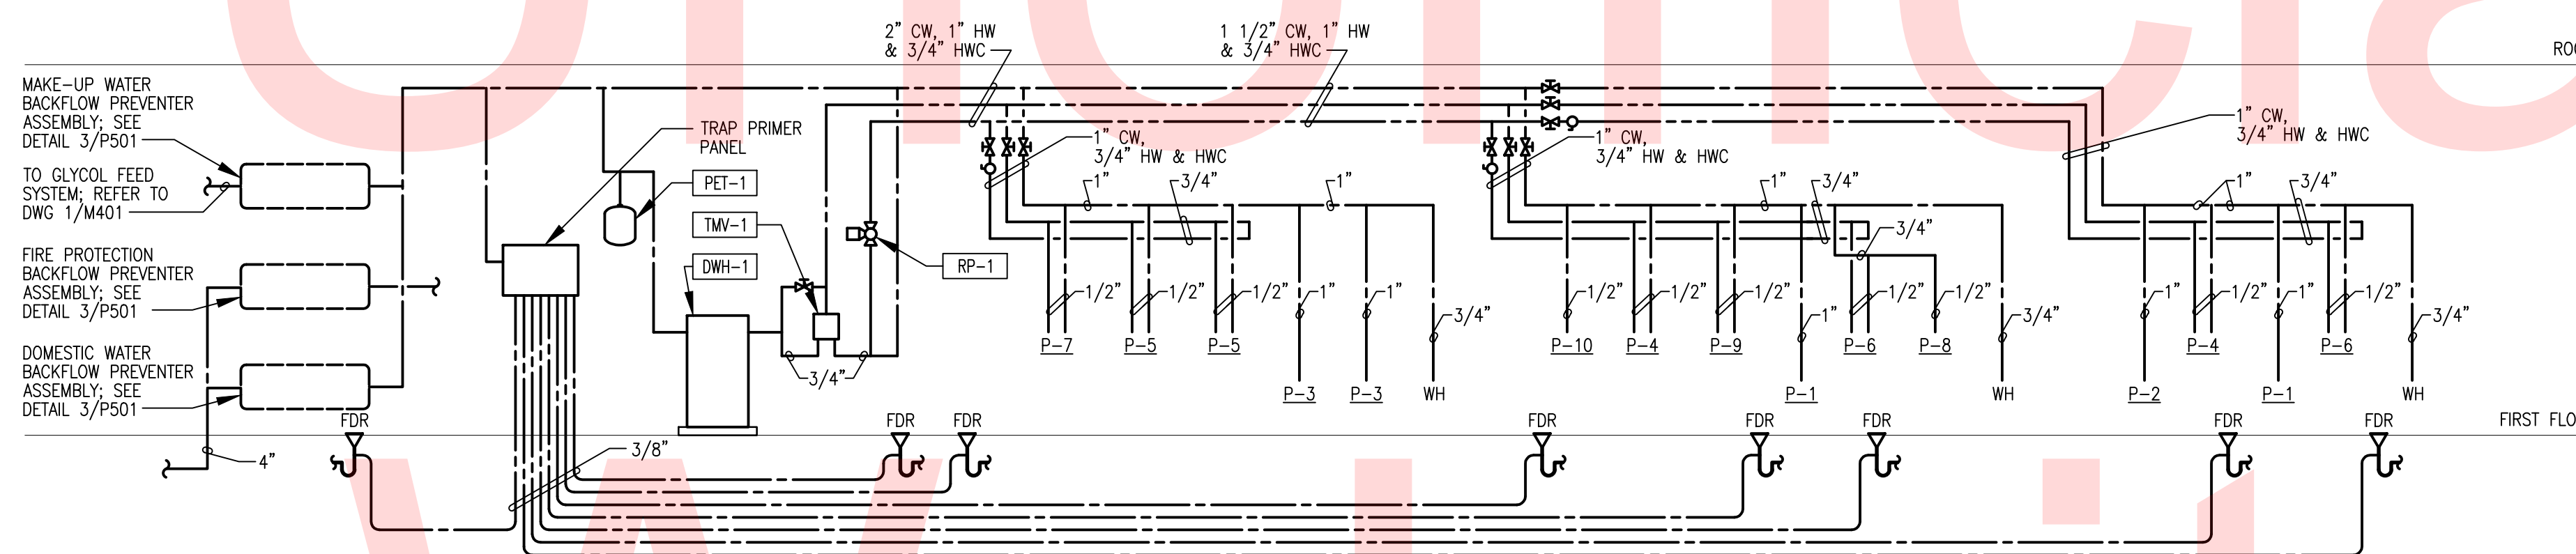 2" CW, 1" HW
& 3/4" HWC
1 1/2" CW, 1" HW
& 3/4" HWC
MAKE-UP WATER
BACKFLOW PREVENTER
ASSEMBLY; SEE
DETAIL 3/P501
TO GLYCOL FEED
SYSTEM; REFER TO
DWG 1/M401
FIRE PROTECTION
BACKFLOW PREVENTER
ASSEMBLY; SEE
DETAIL 3/P501
DOMESTIC WATER
BACKFLOW PREVENTER
ASSEMBLY; SEE
DETAIL 3/P501
4"
FDR
TRAP PRIMER
PANEL
PET-1
TMV-1
DWH-1
RP-1
3/4"
3/8"
FDR
FDR
1" CW,
3/4" HW & HWC
1"
3/4"
1"
1/2"
1/2"
1/2"
1"
1"
3/4"
P-7
P-5
P-5
P-3
P-3
WH
1" CW,
3/4" HW & HWC
1"
3/4"
3/4"
1/2"
1/2"
1/2"
1"
1/2"
1/2"
3/4"
P-10
P-4
P-9
P-1
P-6
P-8
WH
FDR
FDR
FDR
1" CW,
3/4" HW & HWC
1"
3/4"
1"
1/2"
1"
1/2"
3/4"
P-2
P-4
P-1
P-6
WH
FDR
FDR
FIRST FLO